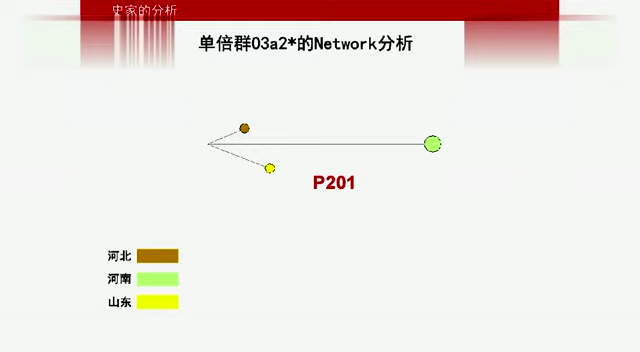 史家的分析
单倍群O3a2*的Network分析
P201
河北
河南
山东